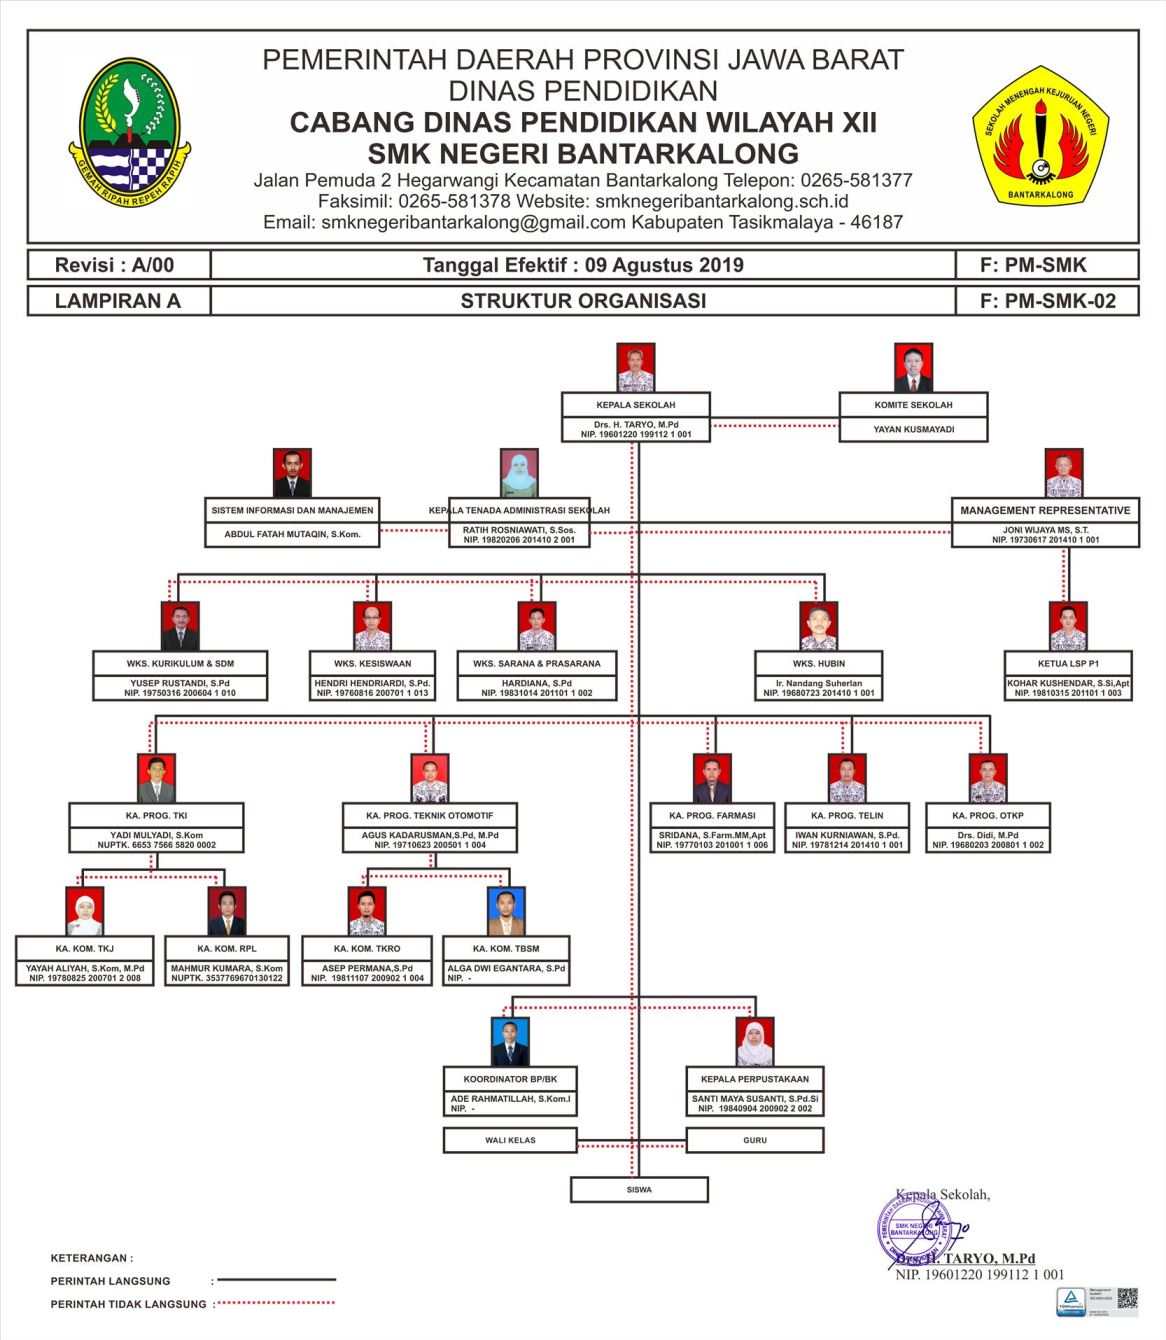 PEMERINTAH DAERAH PROVINSI JAWA BARAT
DINAS PENDIDIKAN
CABANG DINAS PENDIDIKAN WILAYAH XII
SMK NEGERI BANTARKALONG
Jalan Pemuda 2 Hegarwangi Kecamatan Bantarkalong Telepon: 0265-581377
Faksimil: 0265-581378 Website: smknegeribantarkalong.sch.id
Email: smknegeribantarkalong@gmail.com Kabupaten Tasikmalaya - 46187
GEMAH RIPAH REPEH RAPIH
SEKOLAH MENENGAH KEJURUAN NEGERI
BANTARKALONG
Revisi : A/00
Tanggal Efektif : 09 Agustus 2019
F: PM-SMK
LAMPIRAN A
STRUKTUR ORGANISASI
F: PM-SMK-02
KEPALA SEKOLAH
Drs. H. TARYO, M.Pd
NIP. 19601220 199112 1 001
KOMITE SEKOLAH
YAYAN KUSMAYADI
SISTEM INFORMASI DAN MANAJEMEN
ABDUL FATAH MUTAQIN, S.Kom.
KEPALA TENADA ADMINISTRASI SEKOLAH
RATIH ROSNIAWATI, S.Sos.
NIP. 19820206 201410 2 001
MANAGEMENT REPRESENTATIVE
JONI WIJAYA MS, S.T.
NIP. 19730617 201410 1 001
WKS. KURIKULUM & SDM
YUSEP RUSTANDI, S.Pd
NIP. 19750316 200604 1 010
WKS. KESISWAAN
HENDRI HENDRIARDI, S.Pd.
NIP. 19760816 200701 1 013
WKS. SARANA & PRASARANA
HARDIANA, S.Pd
NIP. 19831014 201101 1 002
WKS. HUBIN
Ir. Nandang Suherlan
NIP. 19680723 201410 1 001
KETUA LSP P1
KOHAR KUSHENDAR, S.Si,Apt
NIP. 19810315 201101 1 003
KA. PROG. TKI
YADI MULYADI, S.Kom
NUPTK. 6653 7566 5820 0002
KA. PROG. TEKNIK OTOMOTIF
AGUS KADARUSMAN,S.Pd, M.Pd
NIP. 19710623 200501 1 004
KA. PROG. FARMASI
SRIDANA, S.Farm.MM,Apt
NIP. 19770103 201001 1 006
KA. PROG. TELIN
IWAN KURNIAWAN, S.Pd.
NIP. 19781214 201410 1 001
KA. PROG. OTKP
Drs. Didi, M.Pd
NIP. 19680203 200801 1 002
KA. KOM. TKJ
YAYAH ALIYAH, S.Kom, M.Pd
NIP. 19780825 200701 2 008
KA. KOM. RPL
MAHMUR KUMARA, S.Kom
NUPTK. 3537769670130122
KA. KOM. TKRO
ASEP PERMANA,S.Pd
NIP. 19811107 200902 1 004
KA. KOM. TBSM
ALGA DWI EGANTARA, S.Pd
NIP. -
KOORDINATOR BP/BK
ADE RAHMATILLAH, S.Kom.I
NIP. -
KEPALA PERPUSTAKAAN
SANTI MAYA SUSANTI, S.Pd.Si
NIP. 19840904 200902 2 002
WALI KELAS
GURU
SISWA
Kepala Sekolah,
SMK NEGERI
BANTARKALONG
Drs. H. TARYO, M.Pd
NIP. 19601220 199112 1 001
KETERANGAN :
PERINTAH LANGSUNG :
PERINTAH TIDAK LANGSUNG :